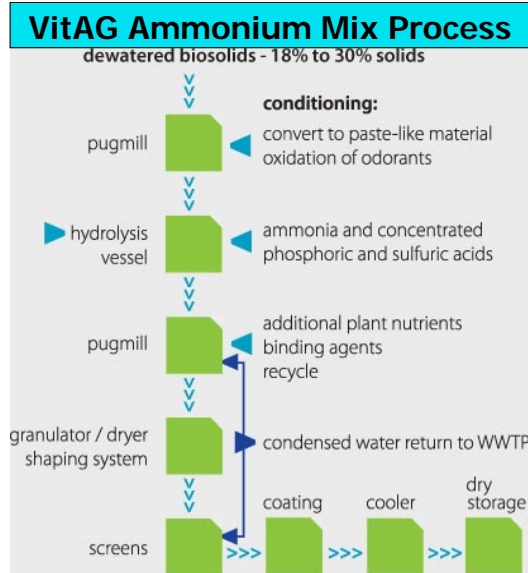 VitAG Ammonium Mix Process
dewatered biosolids - 18% to 30% solids
conditioning:
pugmill
convert to paste-like material
oxidation of odorants
hydrolysis
vessel
ammonia and concentrated
phosphoric and sulfuric acids
pugmill
additional plant nutrients
binding agents
recycle
granulator / dryer
shaping system
condensed water return to WWTP
screens
coating
cooler
dry
storage